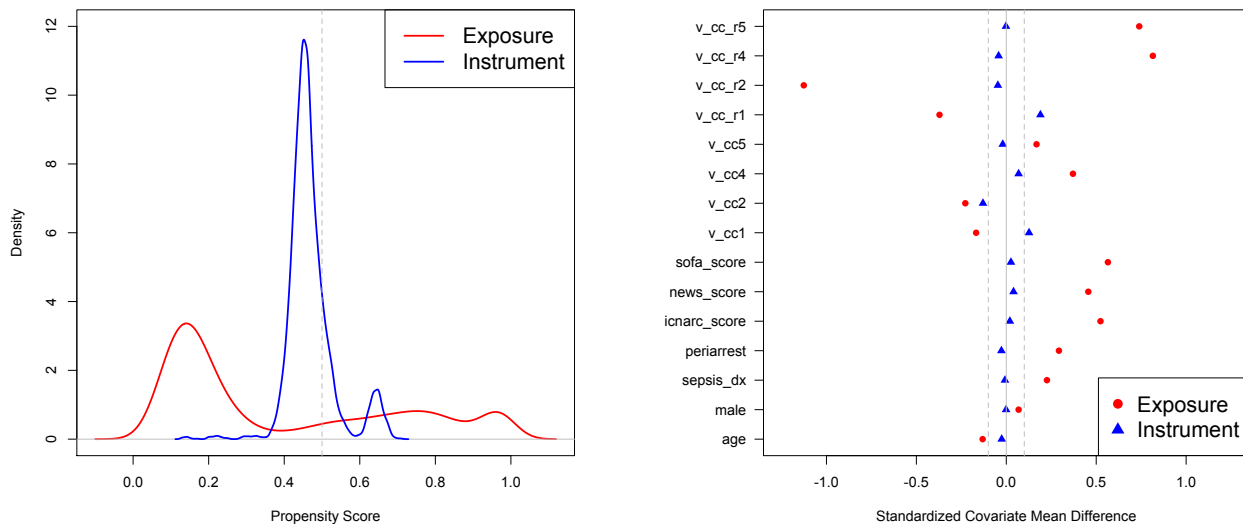 12
10
8
6
4
2
0
Density
0.0 0.2 0.4 0.6 0.8 1.0
Propensity Score
Exposure
Instrument
v_cc_r5
v_cc_r4
v_cc_r2
v_cc_r1
v_cc5
v_cc4
v_cc2
v_cc1
sofa_score
news_score
icnarc_score
periarrest
sepsis_dx
male
age
Exposure
Instrument
-1.0 -0.5 0.0 0.5 1.0
Standardized Covariate Mean Difference